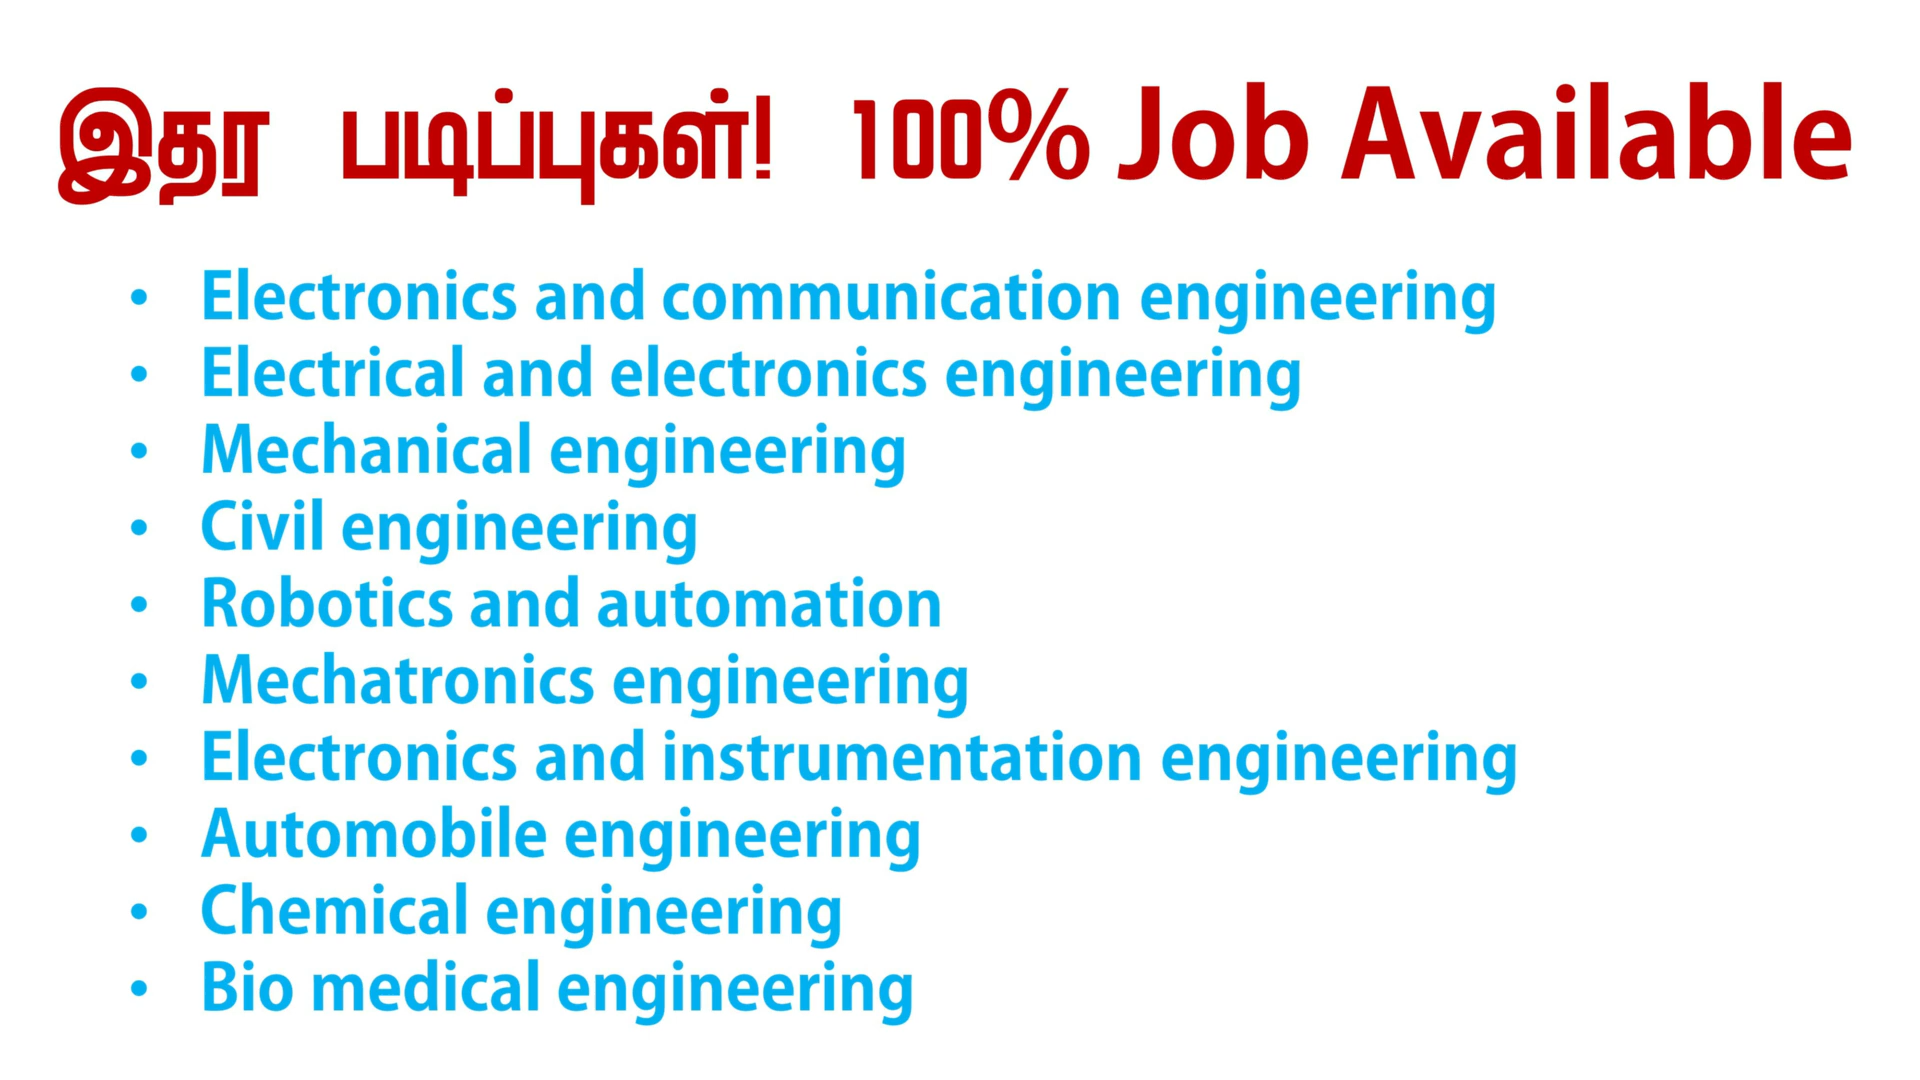 இதர படிப்புகள்! 100% Job Available
• Electronics and communication engineering
• Electrical and electronics engineering
• Mechanical engineering
• Civil engineering
• Robotics and automation
• Mechatronics engineering
• Electronics and instrumentation engineering
• Automobile engineering
• Chemical engineering
• Bio medical engineering